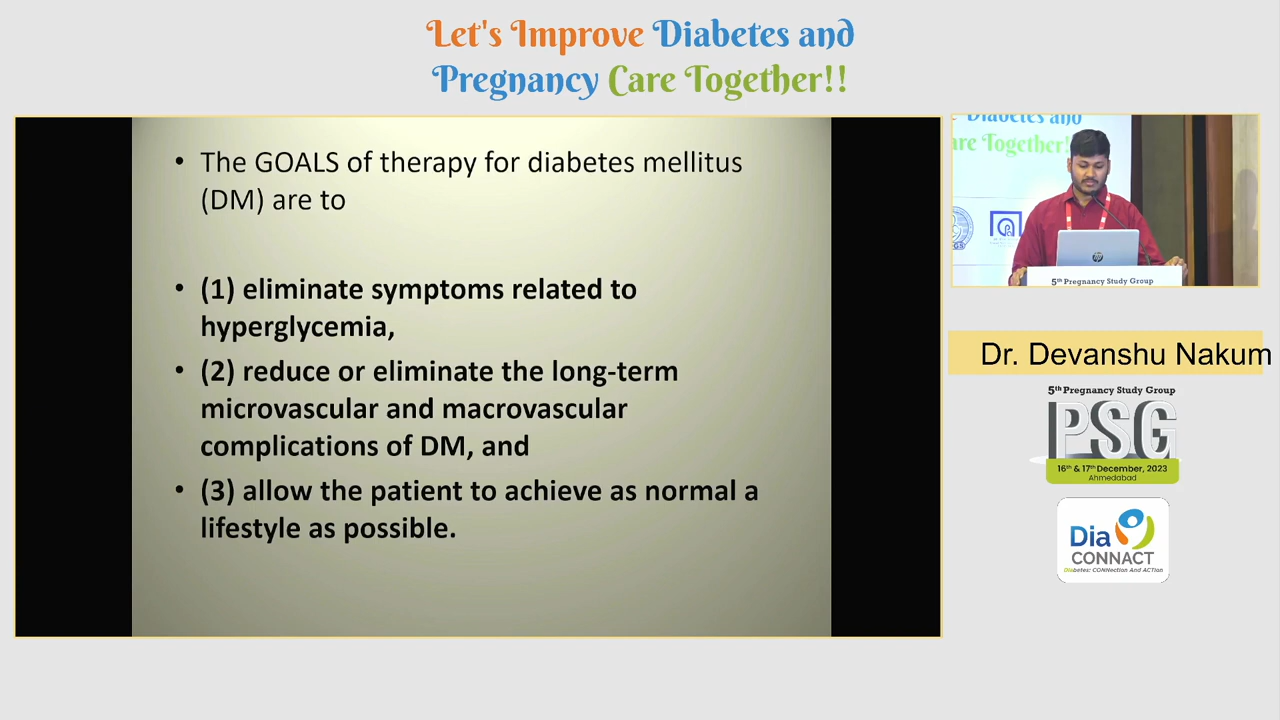 Let's Improve Diabetes and
Pregnancy Care Together!!
• The GOALS of therapy for diabetes mellitus
(DM) are to
• (1) eliminate symptoms related to
hyperglycemia,
• (2) reduce or eliminate the long-term
microvascular and macrovascular
complications of DM, and
• (3) allow the patient to achieve as normal a
lifestyle as possible.
Diabetes and
are Together!
hp
5th Pregnancy Study Group
Dr. Devanshu Nakum
5th Pregnancy Study Group
PSG
16th & 17th December, 2023
Ahmedabad
Dia
CONNACT
Diabetes: CONNection And ACTion